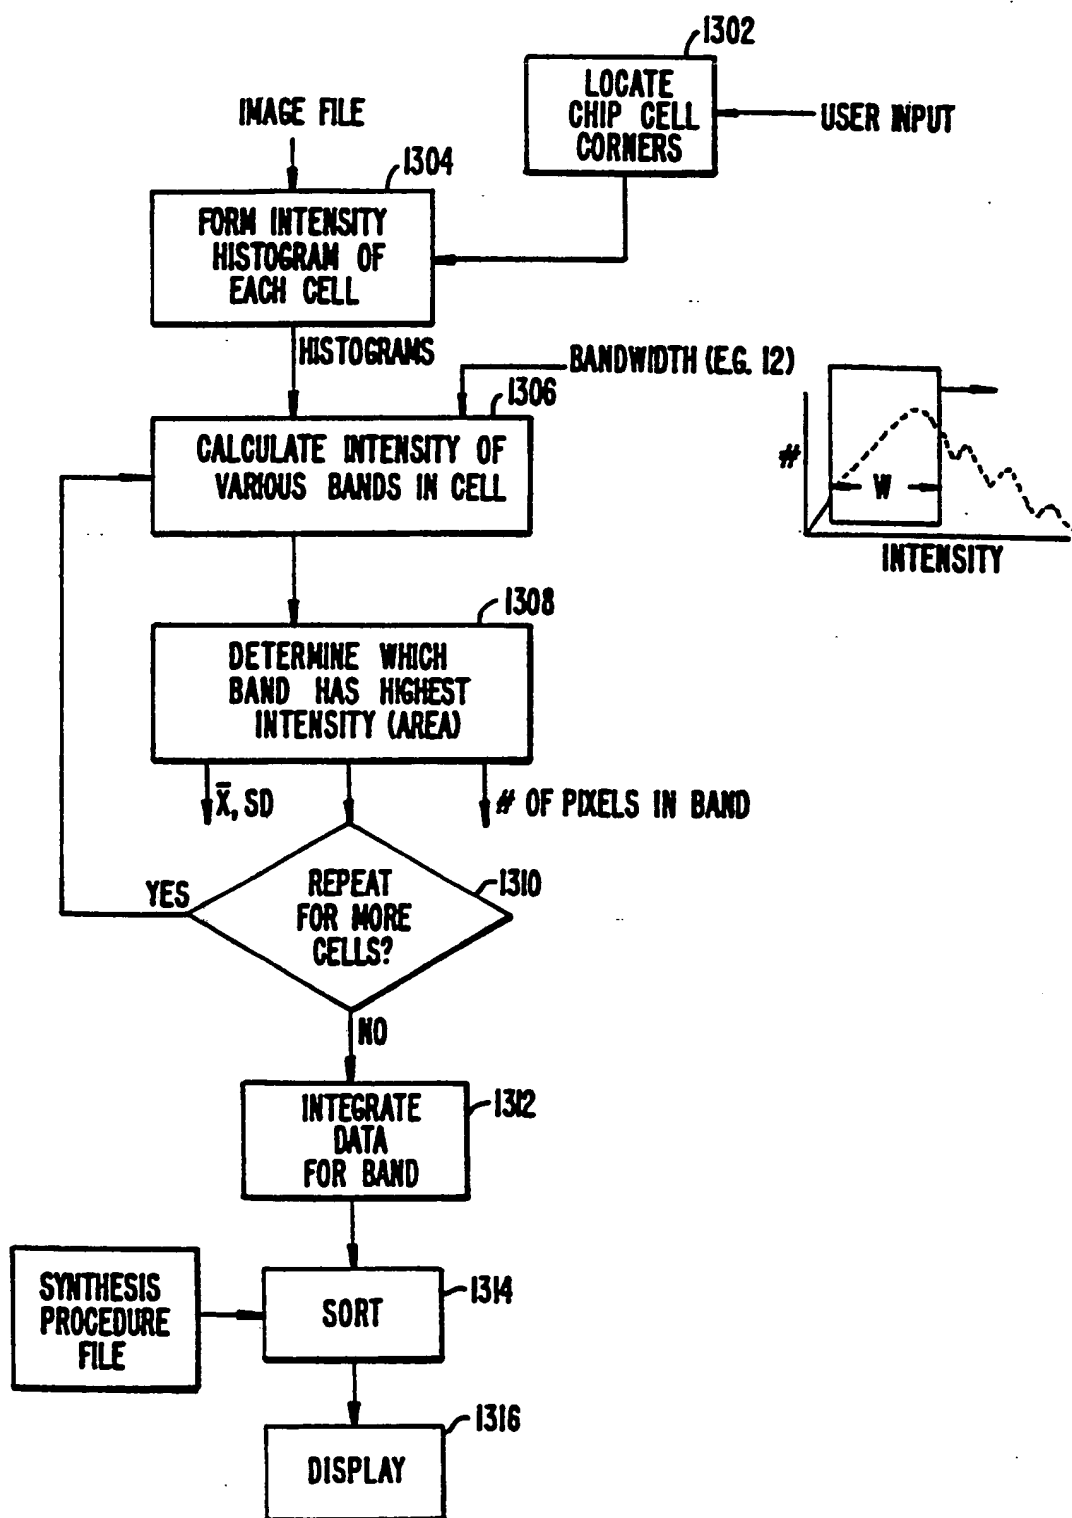 1302
LOCATE
CHIP CELL
CORNERS
USER INPUT
IMAGE FILE
1304
FORM INTENSITY
HISTOGRAM OF
EACH CELL
HISTOGRAMS
BANDWIDTH (E.G. 12)
1306
CALCULATE INTENSITY OF
VARIOUS BANDS IN CELL
#
W
INTENSITY
1308
DETERMINE WHICH
BAND HAS HIGHEST
INTENSITY (AREA)
X̄, SD
# OF PIXELS IN BAND
1310
REPEAT
FOR MORE
CELLS?
YES
NO
1312
INTEGRATE
DATA
FOR BAND
SYNTHESIS
PROCEDURE
FILE
1314
SORT
1316
DISPLAY